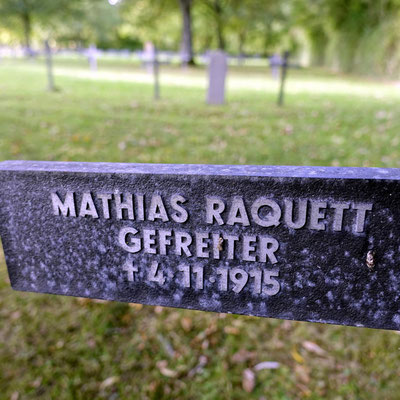 MATHIAS RAQUETT
GEFREITER
† 4.11.1915